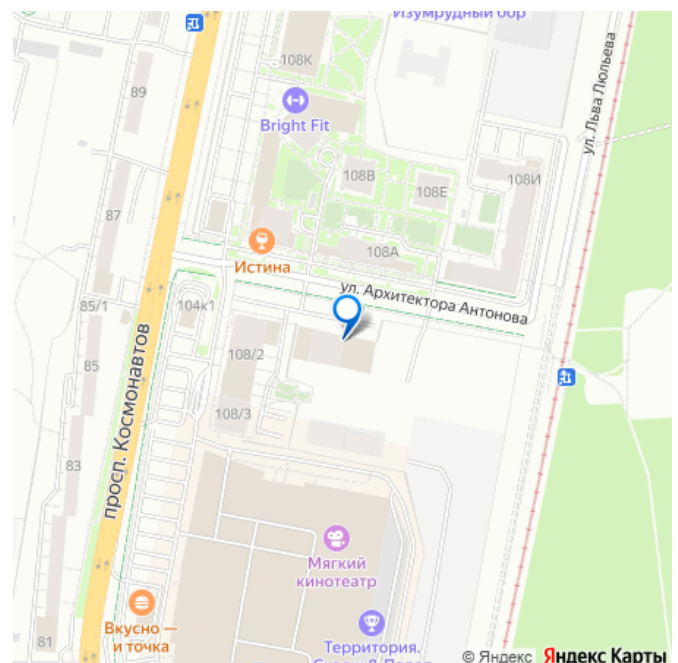 Изумрудный бор
108К
89
Bright Fit
ул. Льва Люльева
108В
108Е
108И
87
108А
Истина
ул. Архитектора Антонова
85/1
104к1
просп. Космонавтов
108/2
85
108/3
83
Мягкий
кинотеатр
Вкусно —
и точка
81
Территория.
© Яндекс Яндекс Карты